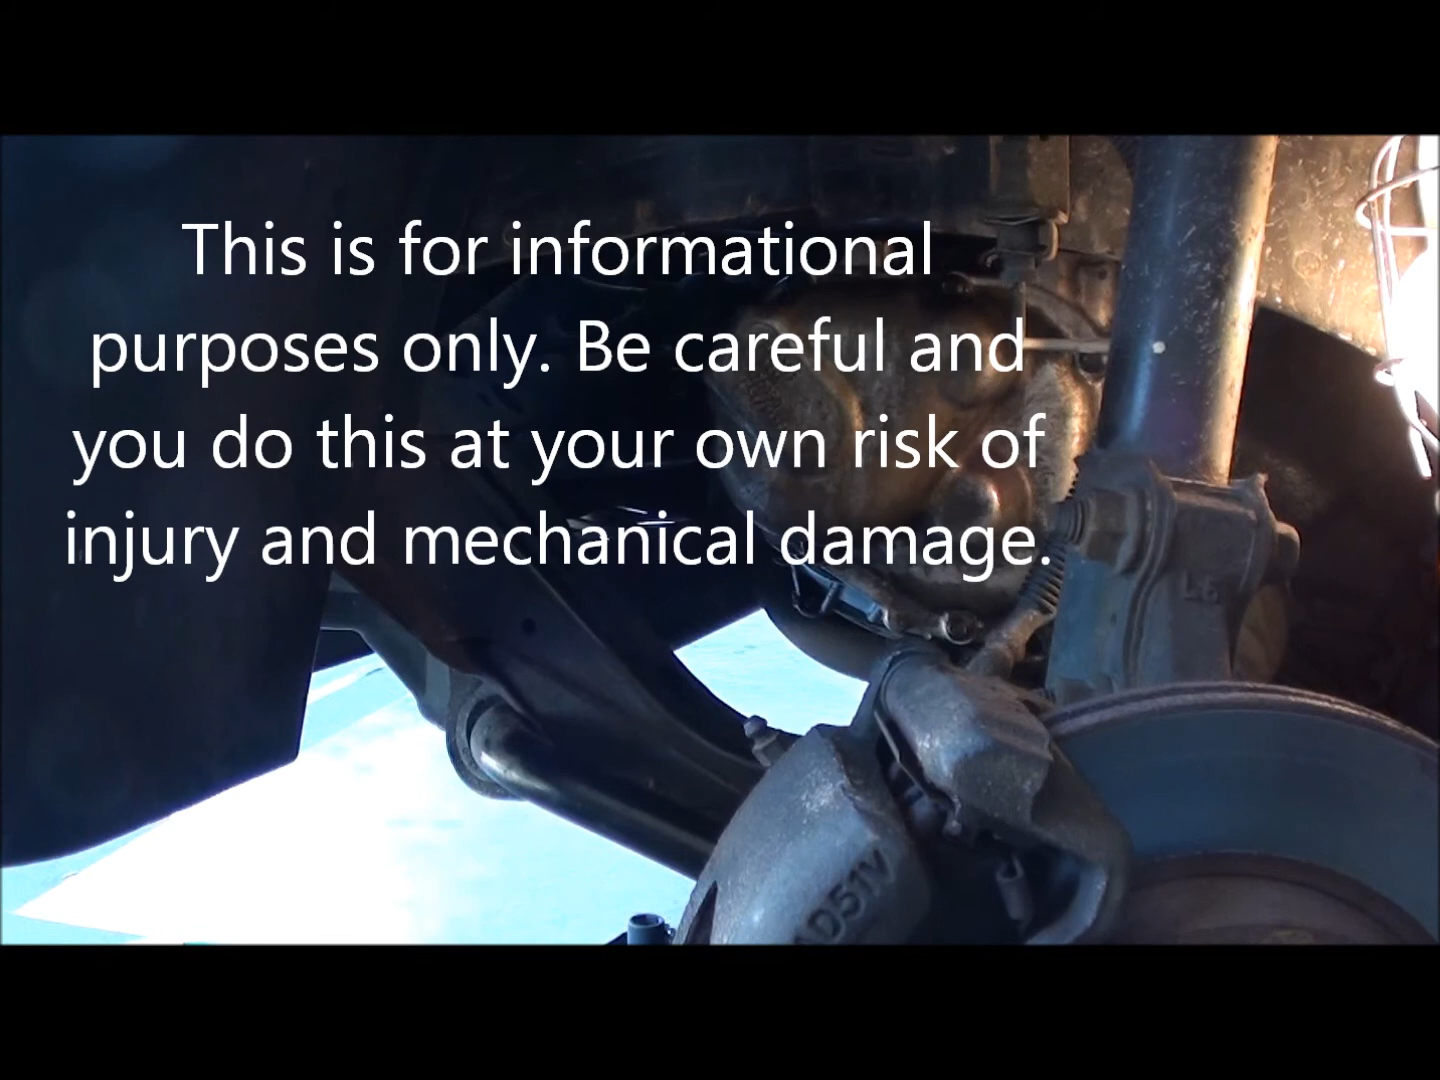 This is for informational
purposes only. Be careful and
you do this at your own risk of
injury and mechanical damage.
AD51V